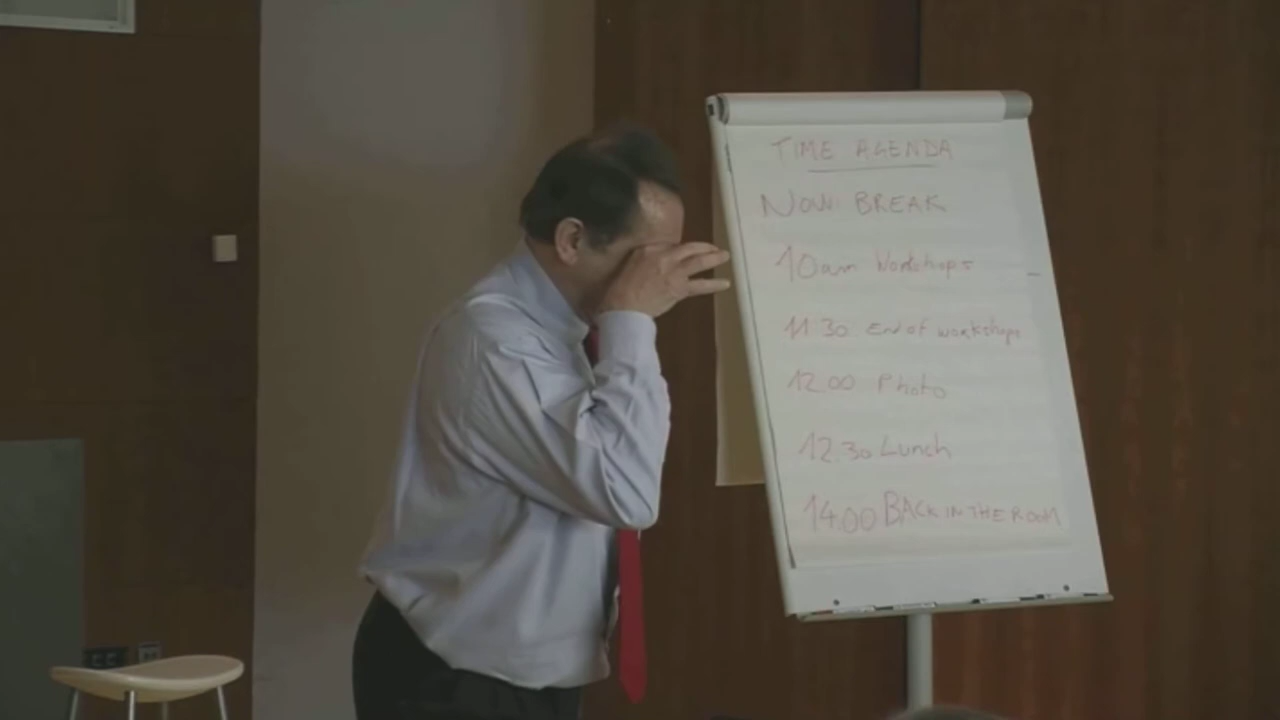 TIME AGENDA
NOW BREAK
10am Workshops
11:30 End of workshops
12.00 Photo
12.30 Lunch
14.00 BACK IN THE ROOM